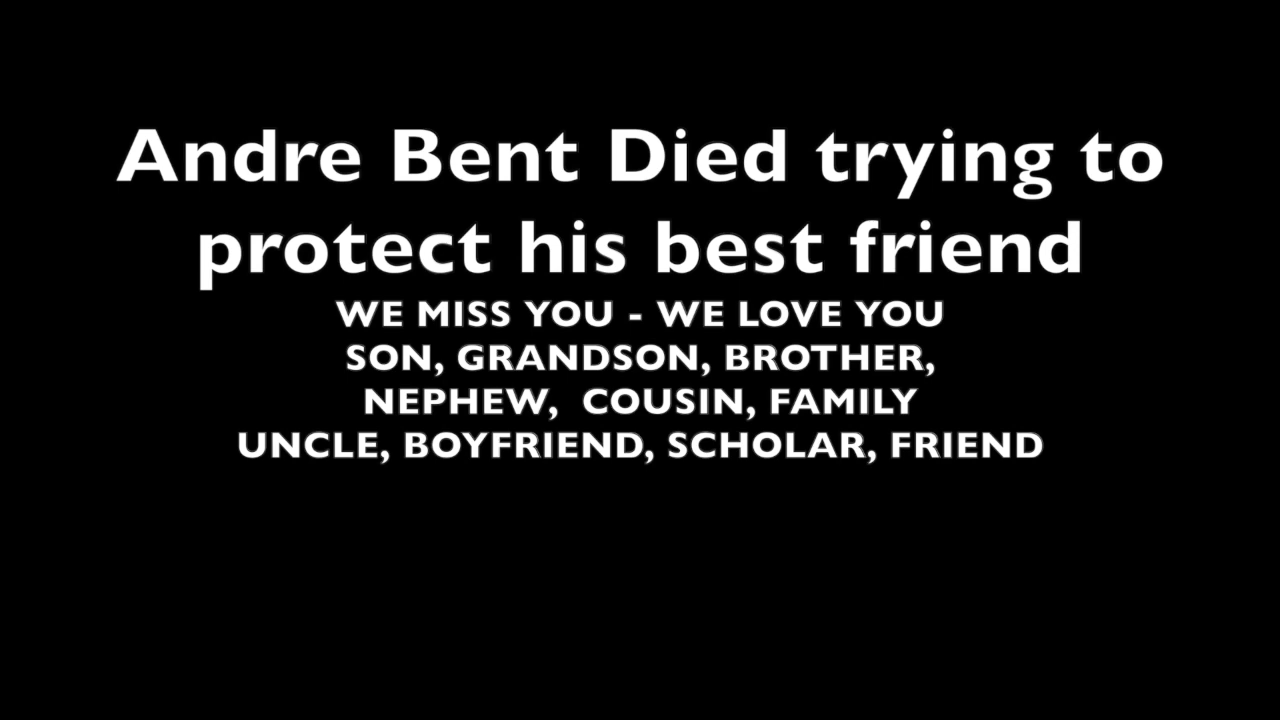 Andre Bent Died trying to
protect his best friend
WE MISS YOU - WE LOVE YOU
SON, GRANDSON, BROTHER,
NEPHEW,  COUSIN, FAMILY
UNCLE, BOYFRIEND, SCHOLAR, FRIEND